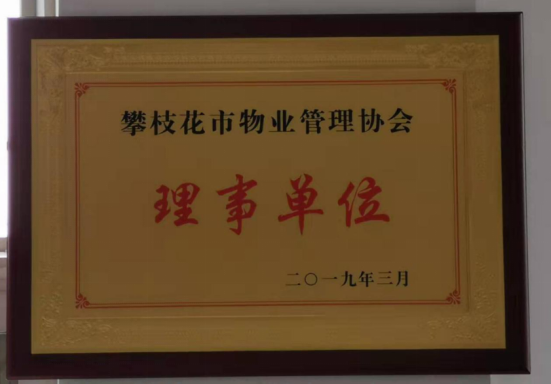 攀枝花市物业管理协会
理事单位
二〇一九年三月